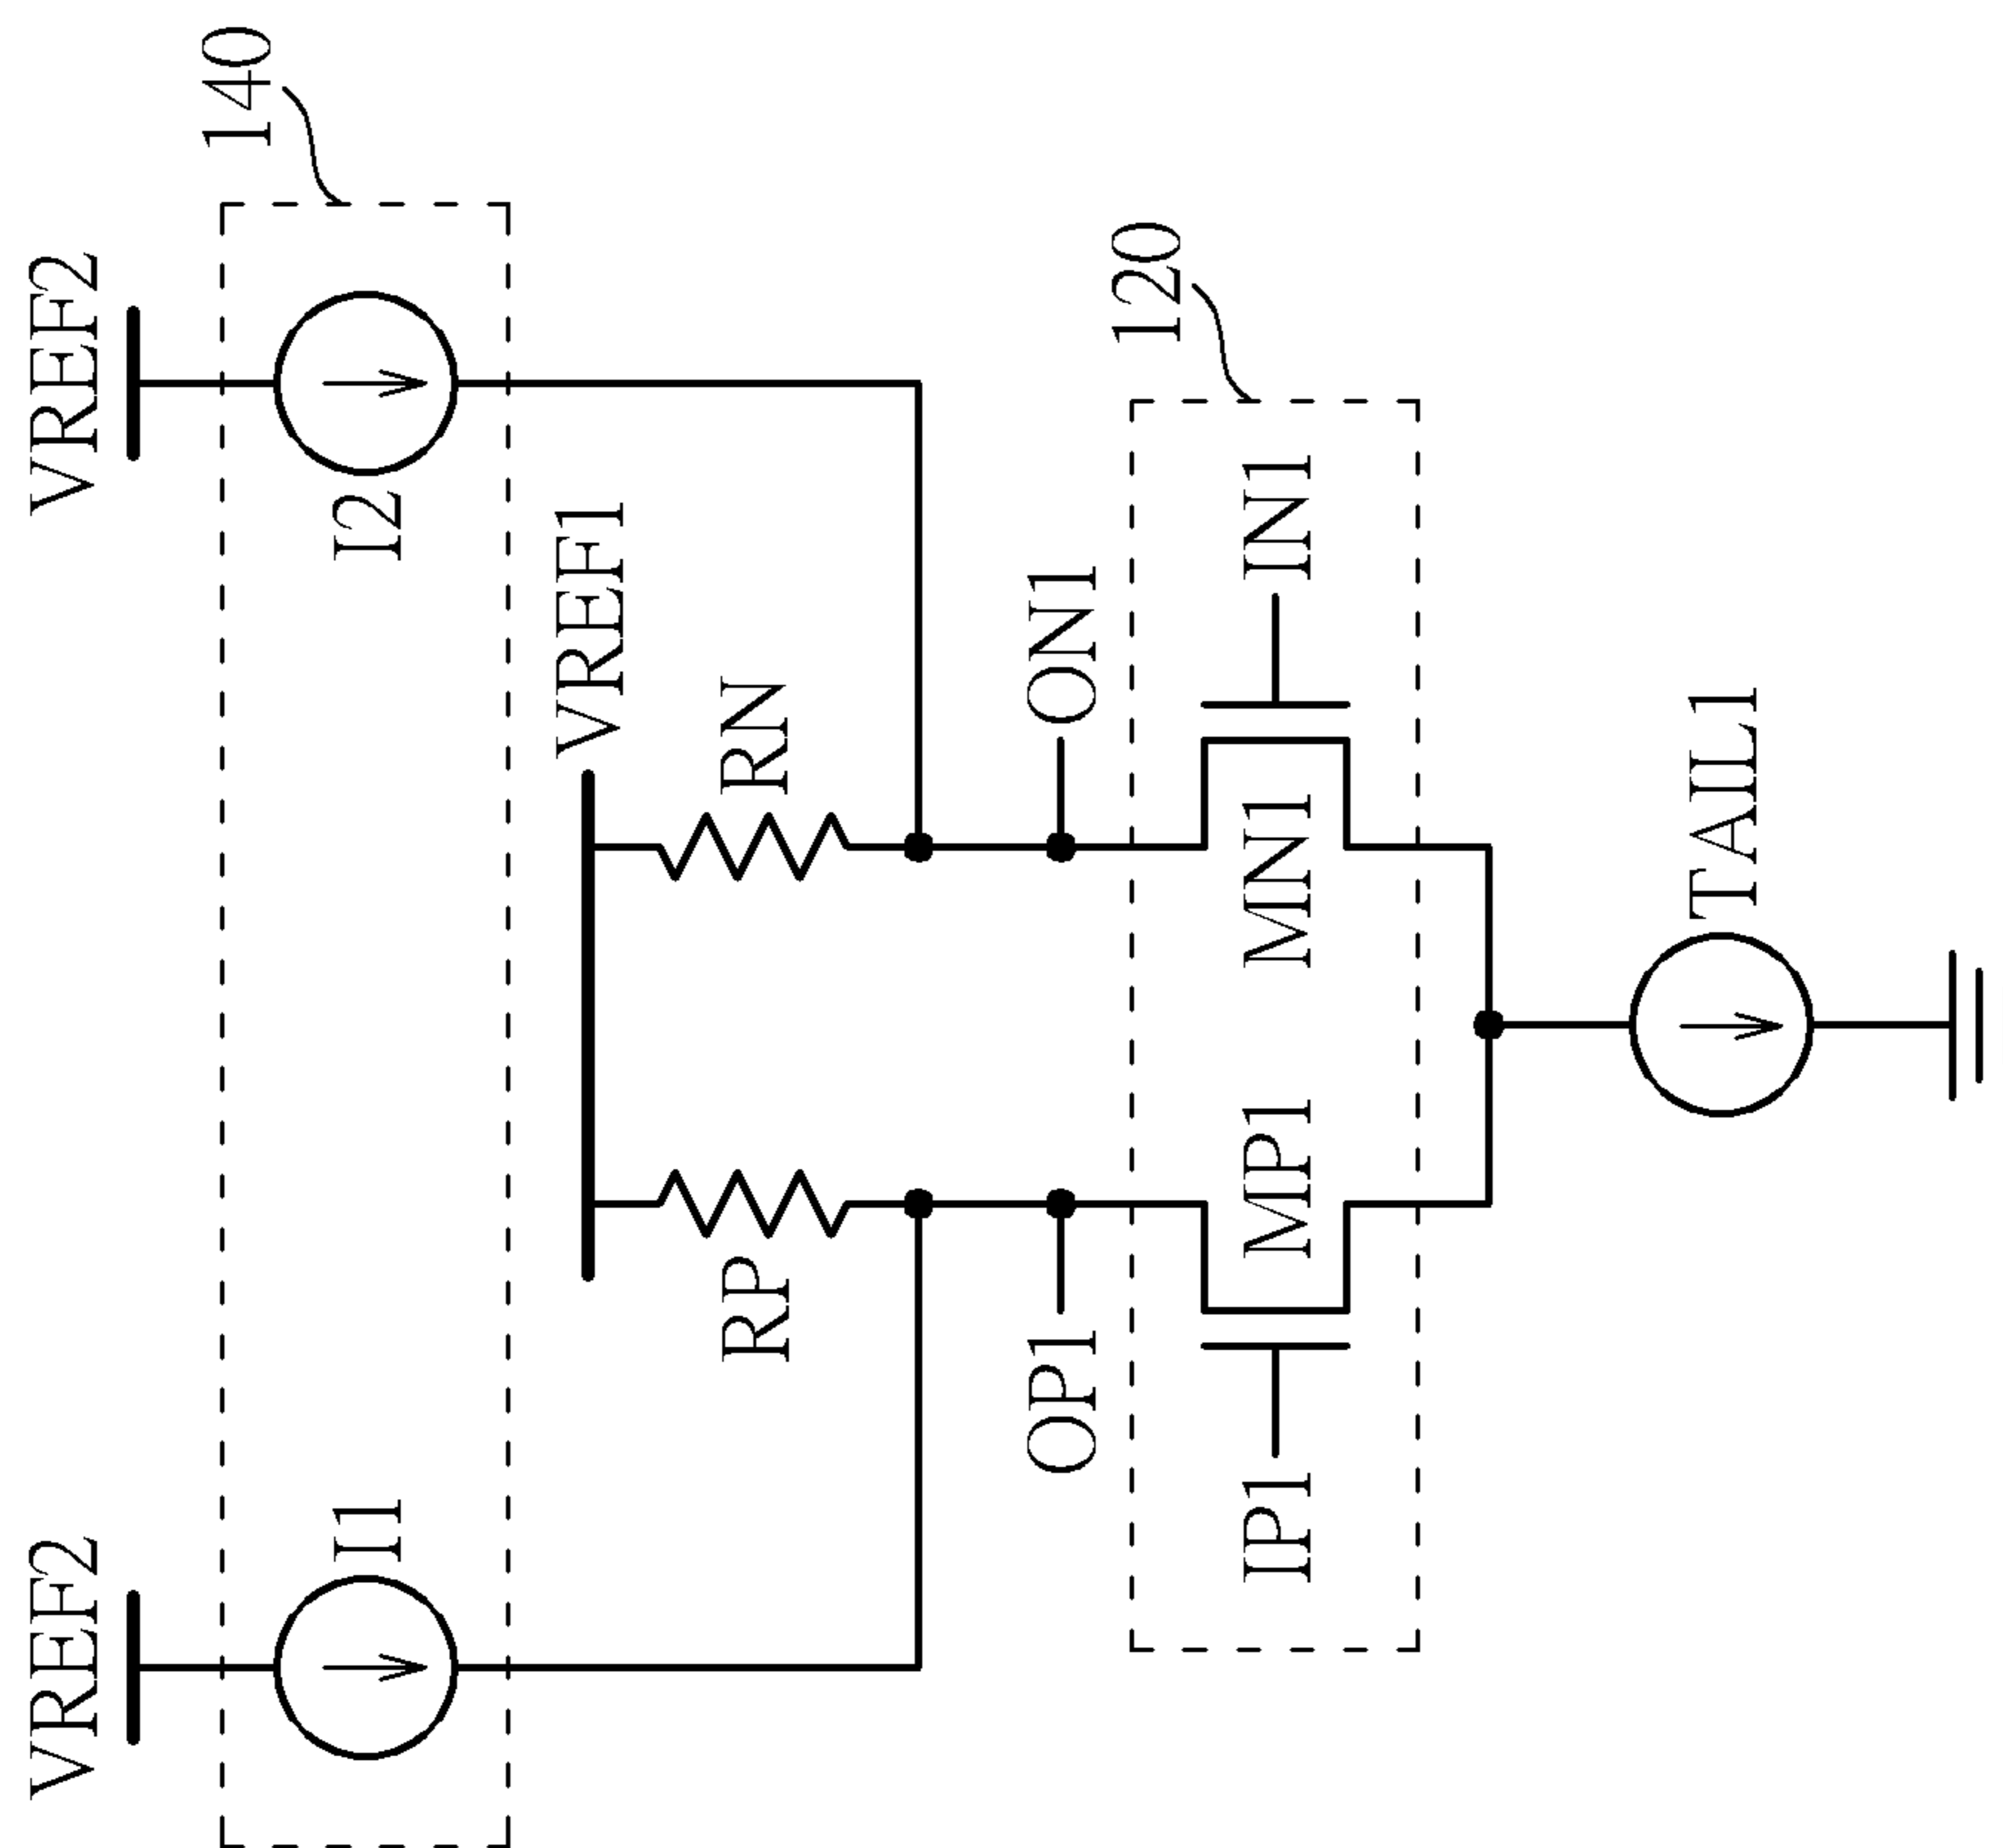 140
VREF2
VREF2
I1
I2
VREF1
RP
RN
OP1
ON1
120
IP1
MP1
MN1
IN1
TAIL1